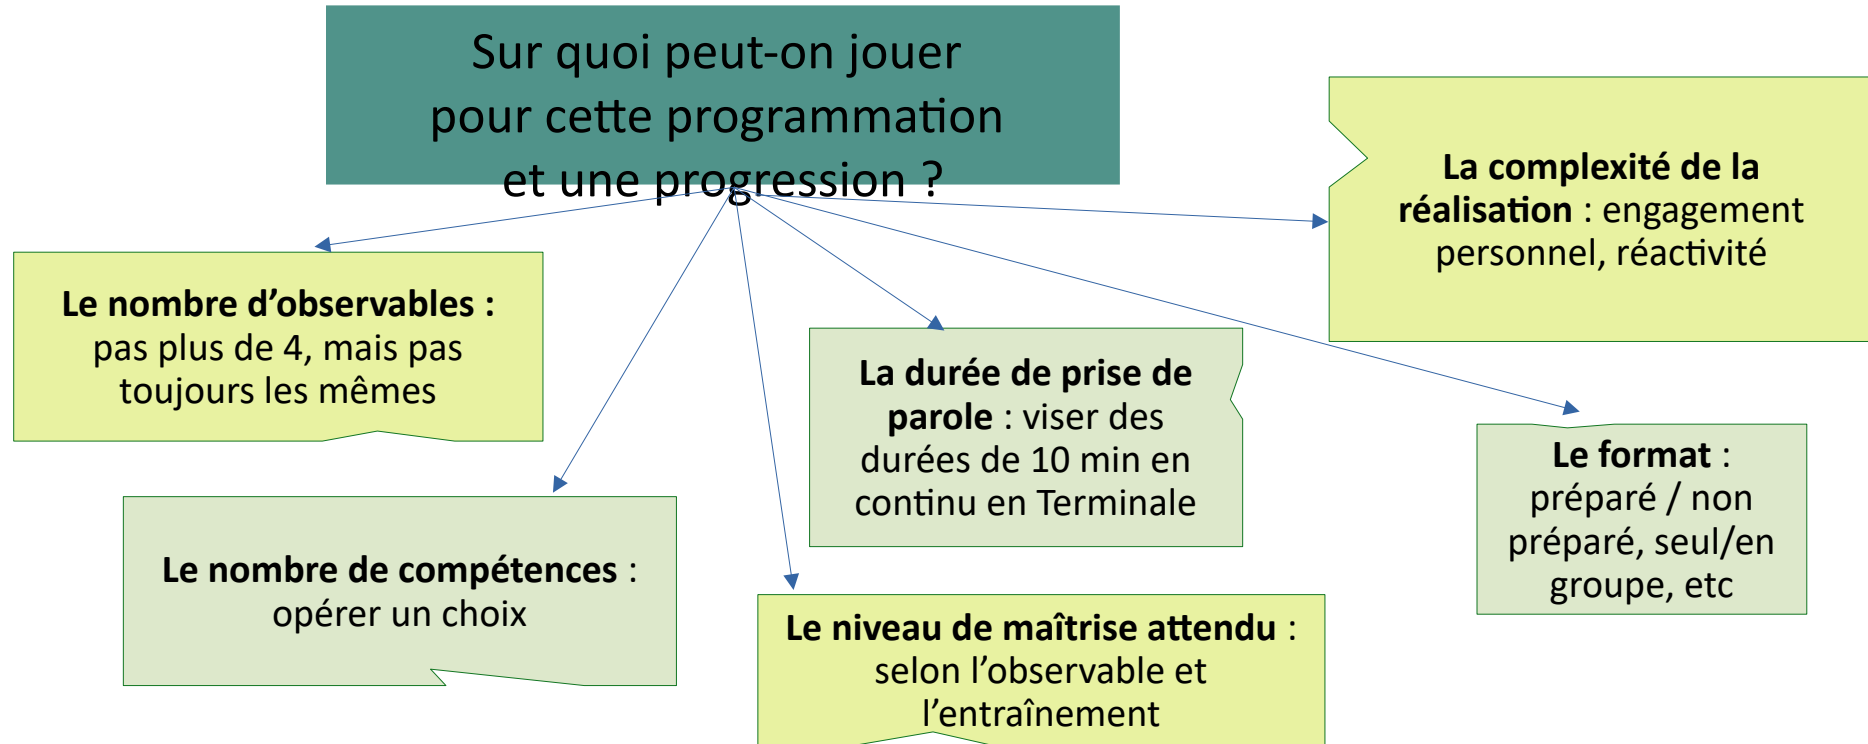 Sur quoi peut-on jouer
pour cette programmation
et une progression ?
La complexité de la
réalisation : engagement
personnel, réactivité
Le nombre d’observables :
pas plus de 4, mais pas
toujours les mêmes
La durée de prise de
parole : viser des
durées de 10 min en
continu en Terminale
Le format :
préparé / non
préparé, seul/en
groupe, etc
Le nombre de compétences :
opérer un choix
Le niveau de maîtrise attendu :
selon l’observable et
l’entraînement